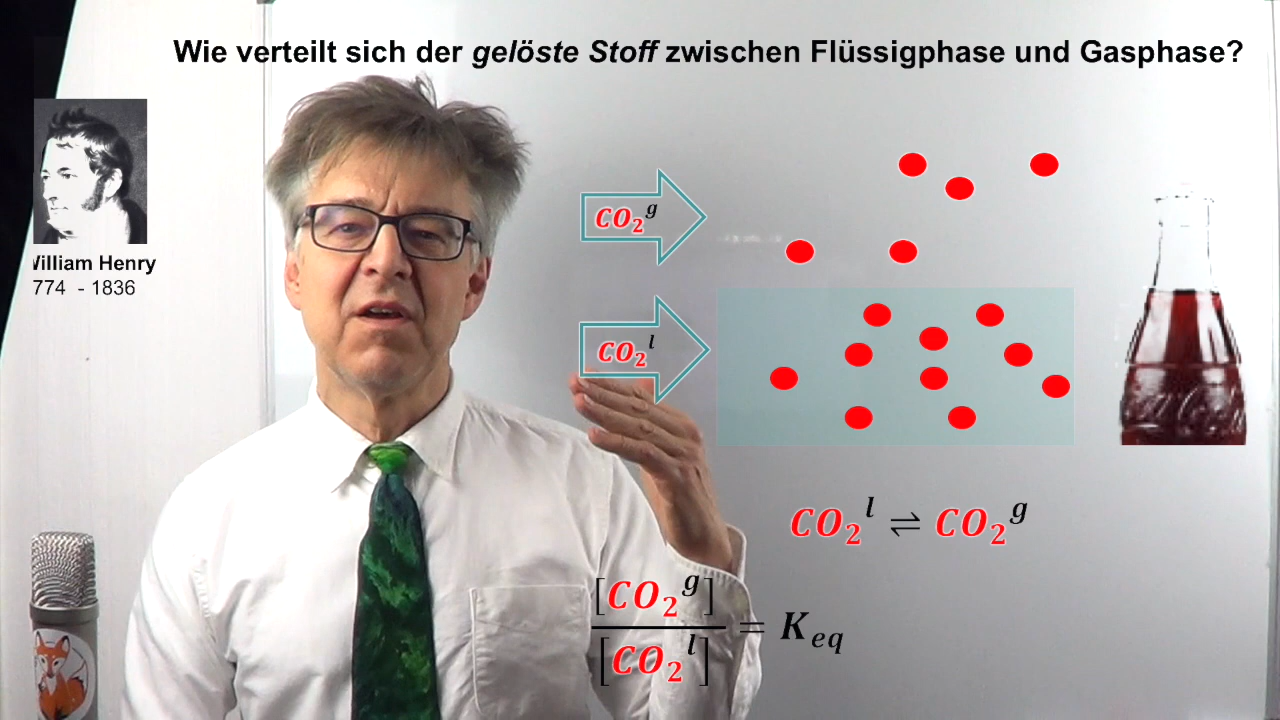 Wie verteilt sich der gelöste Stoff zwischen Flüssigphase und Gasphase?
William Henry
774 - 1836
CO₂ᵍ
CO₂ˡ
CO₂ˡ ⇌ CO₂ᵍ
[CO₂ᵍ]
[CO₂ˡ]
= Keq